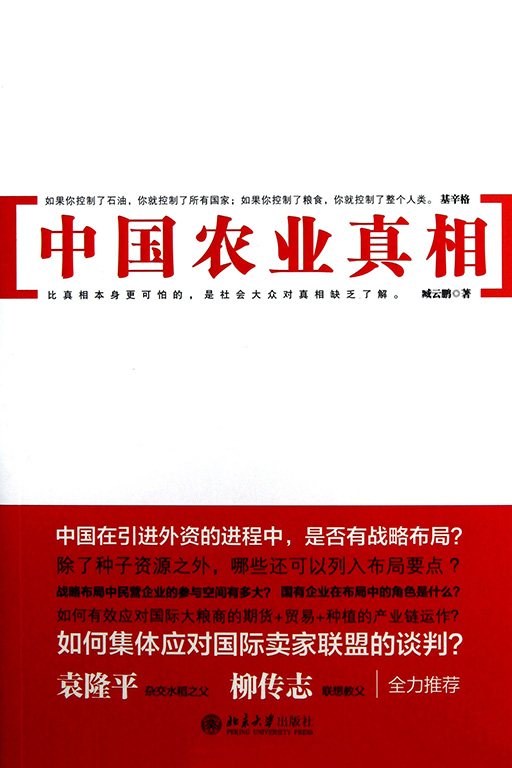 如果你控制了石油，你就控制了所有国家；如果你控制了粮食，你就控制了整个人类。 基辛格
中国农业真相
比真相本身更可怕的，是社会大众对真相缺乏了解。 臧云鹏◎著
中国在引进外资的进程中，是否有战略布局？
除了种子资源之外，哪些还可以列入布局要点？
战略布局中民营企业的参与空间有多大？ 国有企业在布局中的角色是什么？
如何有效应对国际大粮商的期货+贸易+种植的产业链运作？
如何集体应对国际卖家联盟的谈判？
袁隆平 杂交水稻之父 柳传志 联想教父 全力推荐
北京大学出版社
PEKING UNIVERSITY PRESS